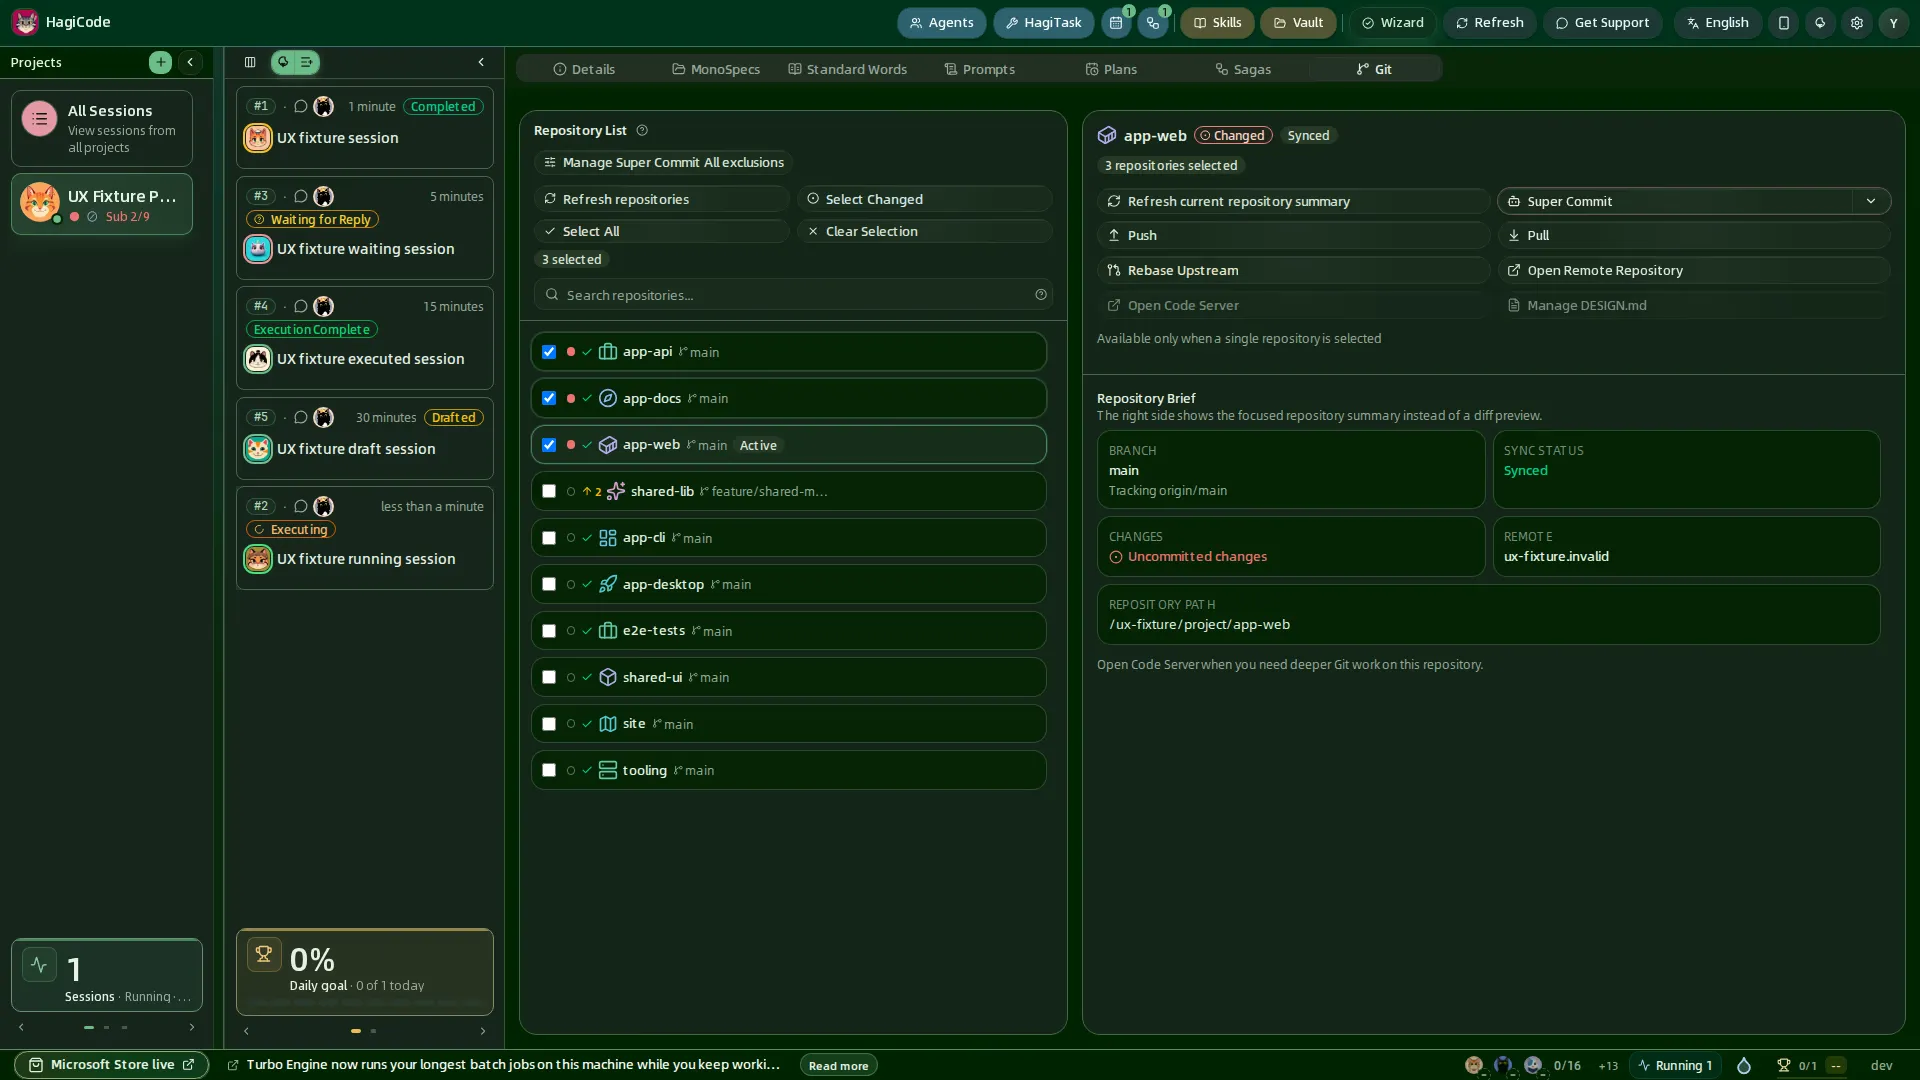 HagiCode
Agents
HagiTask
1
1
Skills
Vault
Wizard
Refresh
Get Support
English
Y
Projects
All Sessions
View sessions from
all projects
UX Fixture P...
Sub 2/9
1
Sessions · Running · ...
#1 · 1 minute Completed
UX fixture session
#3 · 5 minutes
Waiting for Reply
UX fixture waiting session
#4 · 15 minutes
Execution Complete
UX fixture executed session
#5 · 30 minutes Drafted
UX fixture draft session
#2 · less than a minute
Executing
UX fixture running session
0%
Daily goal · 0 of 1 today
Details
MonoSpecs
Standard Words
Prompts
Plans
Sagas
Git
Repository List
Manage Super Commit All exclusions
Refresh repositories
Select Changed
Select All
Clear Selection
3 selected
Search repositories...
app-api main
app-docs main
app-web main Active
2 shared-lib feature/shared-m...
app-cli main
app-desktop main
e2e-tests main
shared-ui main
site main
tooling main
app-web Changed Synced
3 repositories selected
Refresh current repository summary
Super Commit
Push
Pull
Rebase Upstream
Open Remote Repository
Open Code Server
Manage DESIGN.md
Available only when a single repository is selected
Repository Brief
The right side shows the focused repository summary instead of a diff preview.
BRANCH
main
Tracking origin/main
SYNC STATUS
Synced
CHANGES
Uncommitted changes
REMOTE
ux-fixture.invalid
REPOSITORY PATH
/ux-fixture/project/app-web
Open Code Server when you need deeper Git work on this repository.
Microsoft Store live
Turbo Engine now runs your longest batch jobs on this machine while you keep worki...
Read more
0/16
+13
Running 1
0/1
--
dev